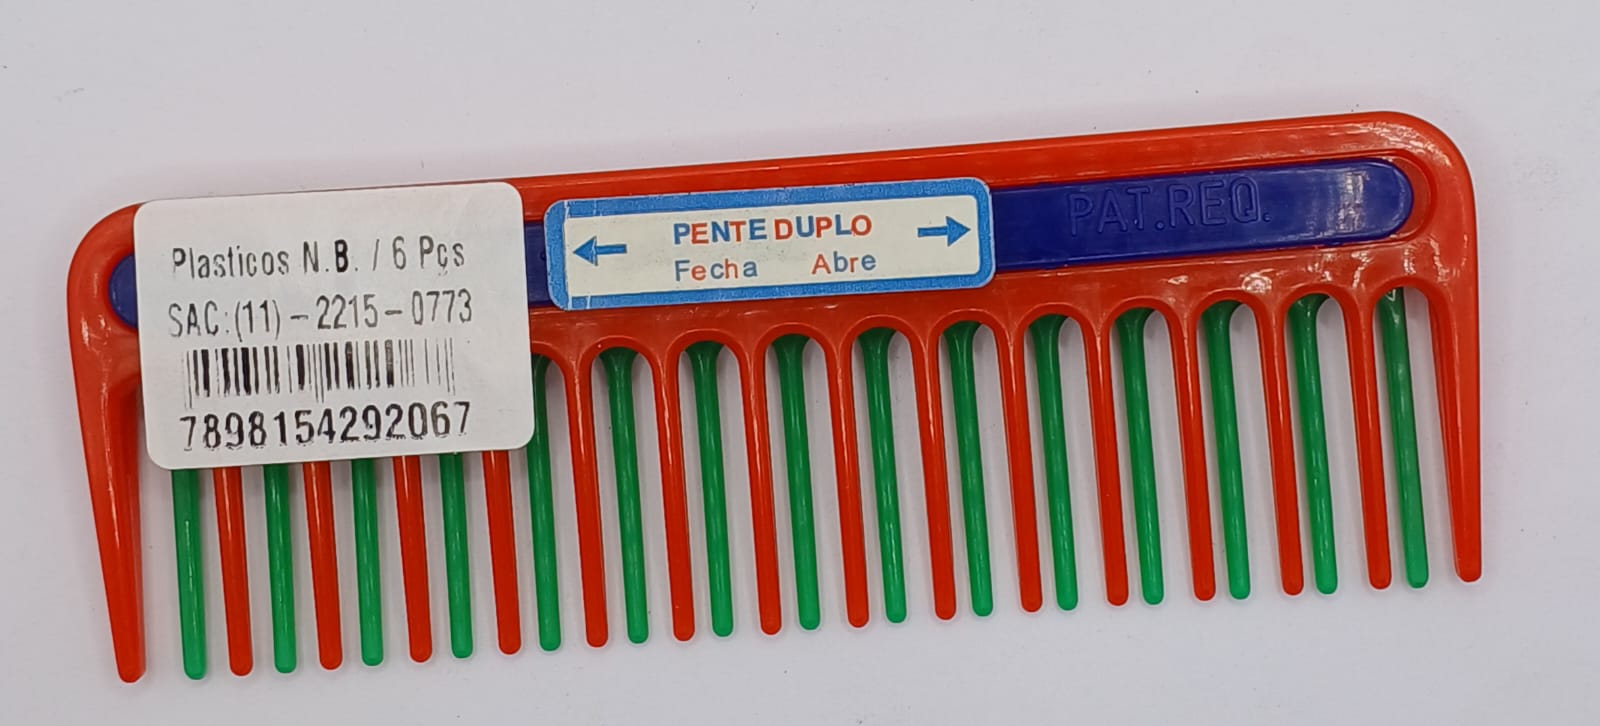 Plasticos N.B. / 6 Pçs
SAC:(11)-2215-0773
7898154292067
PENTE DUPLO
Fecha Abre
PAT.REQ.